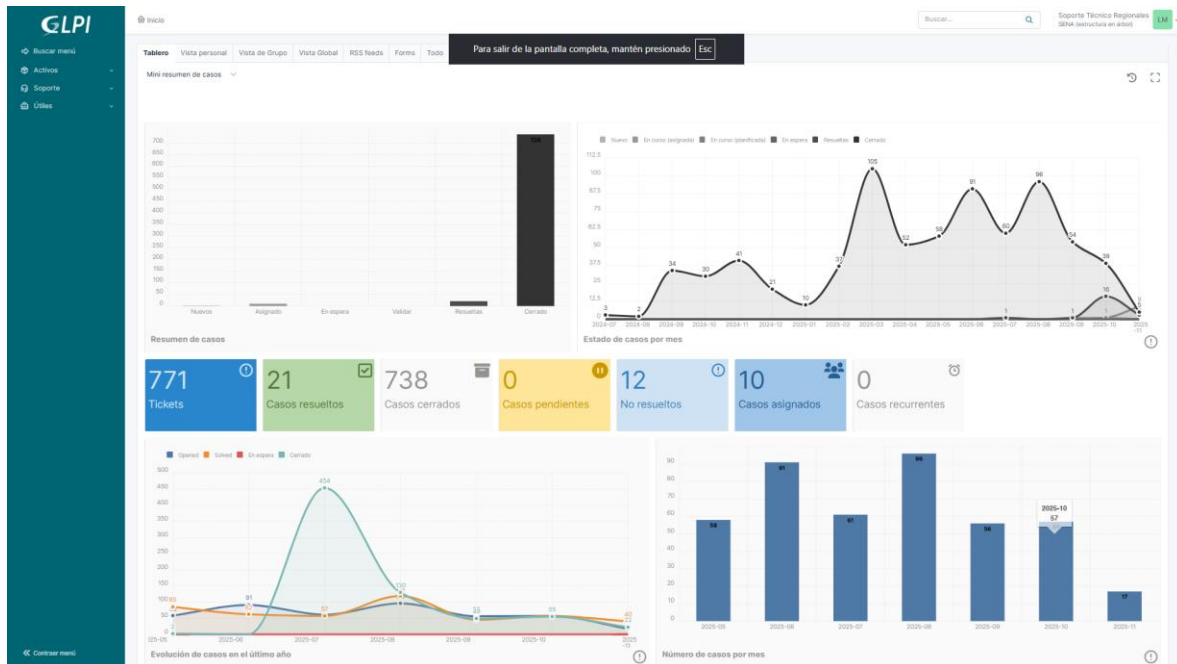 GLPI
Inicio
Buscar...
Soporte Técnico Regionales
SENA (estructura en árbol)
LM
Buscar menú
Activos
Soporte
Útiles
Tablero Vista personal Vista de Grupo Vista Global RSS feeds Forms Todo
Para salir de la pantalla completa, mantén presionado Esc
Mini resumen de casos
700
650
600
550
500
450
400
350
300
250
200
150
100
50
0
Nuevos Asignado En espera Validar Resueltas Cerrado
Resumen de casos
Nuevo En curso (asignada) En curso (planificada) En espera Resueltas Cerrado
112.5
100
87.5
75
62.5
50
37.5
25
12.5
0
3 2 34 30 41 21 10 37 105 52 58 91 60 96 54 39
1 1 16 1
2024-07 2024-08 2024-09 2024-10 2024-11 2024-12 2025-01 2025-02 2025-03 2025-04 2025-05 2025-06 2025-07 2025-08 2025-09 2025-10 2025-11
Estado de casos por mes
771
Tickets
21
Casos resueltos
738
Casos cerrados
0
Casos pendientes
12
No resueltos
10
Casos asignados
0
Casos recurrentes
Opened Solved En espera Cerrado
500
450
400
350
300
250
200
150
100
50
0
85 91 454 57 130 55 40
025-05 2025-06 2025-07 2025-08 2025-09 2025-10 2025-11
Evolución de casos en el último año
90
80
70
60
50
40
30
20
10
0
58 91 61 96 56 17
2025-10
57
2025-05 2025-06 2025-07 2025-08 2025-09 2025-10 2025-11
Número de casos por mes
Contraer menú